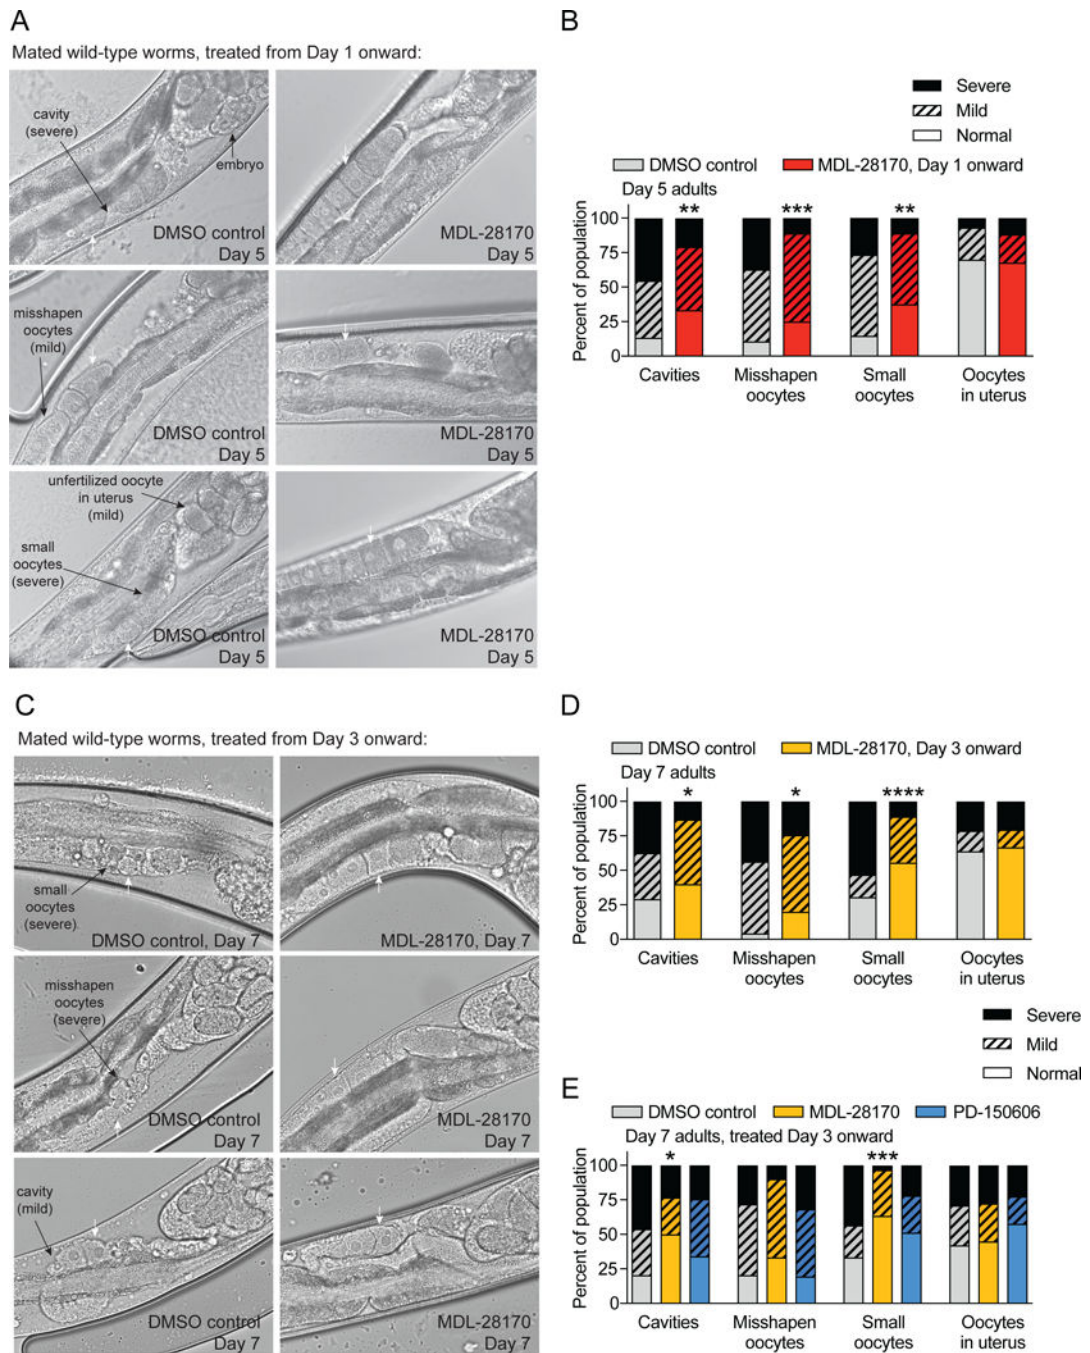 A
Mated wild-type worms, treated from Day 1 onward:
cavity
(severe)
embryo
DMSO control
Day 5
MDL-28170
Day 5
misshapen
oocytes
(mild)
DMSO control
Day 5
MDL-28170
Day 5
unfertilized oocyte
in uterus
(mild)
small
oocytes
(severe)
DMSO control
Day 5
MDL-28170
Day 5
B
Severe
Mild
Normal
DMSO control MDL-28170, Day 1 onward
Day 5 adults
** *** **
Percent of population
100
75
50
25
0
Cavities
Misshapen
oocytes
Small
oocytes
Oocytes
in uterus
C
Mated wild-type worms, treated from Day 3 onward:
small
oocytes
(severe)
DMSO control, Day 7
MDL-28170, Day 7
misshapen
oocytes
(severe)
DMSO control
Day 7
MDL-28170
Day 7
cavity
(mild)
DMSO control
Day 7
MDL-28170
Day 7
D
DMSO control MDL-28170, Day 3 onward
Day 7 adults
* * ****
Percent of population
100
75
50
25
0
Cavities
Misshapen
oocytes
Small
oocytes
Oocytes
in uterus
Severe
Mild
Normal
E
DMSO control MDL-28170 PD-150606
Day 7 adults, treated Day 3 onward
* ***
Percent of population
100
75
50
25
0
Cavities
Misshapen
oocytes
Small
oocytes
Oocytes
in uterus